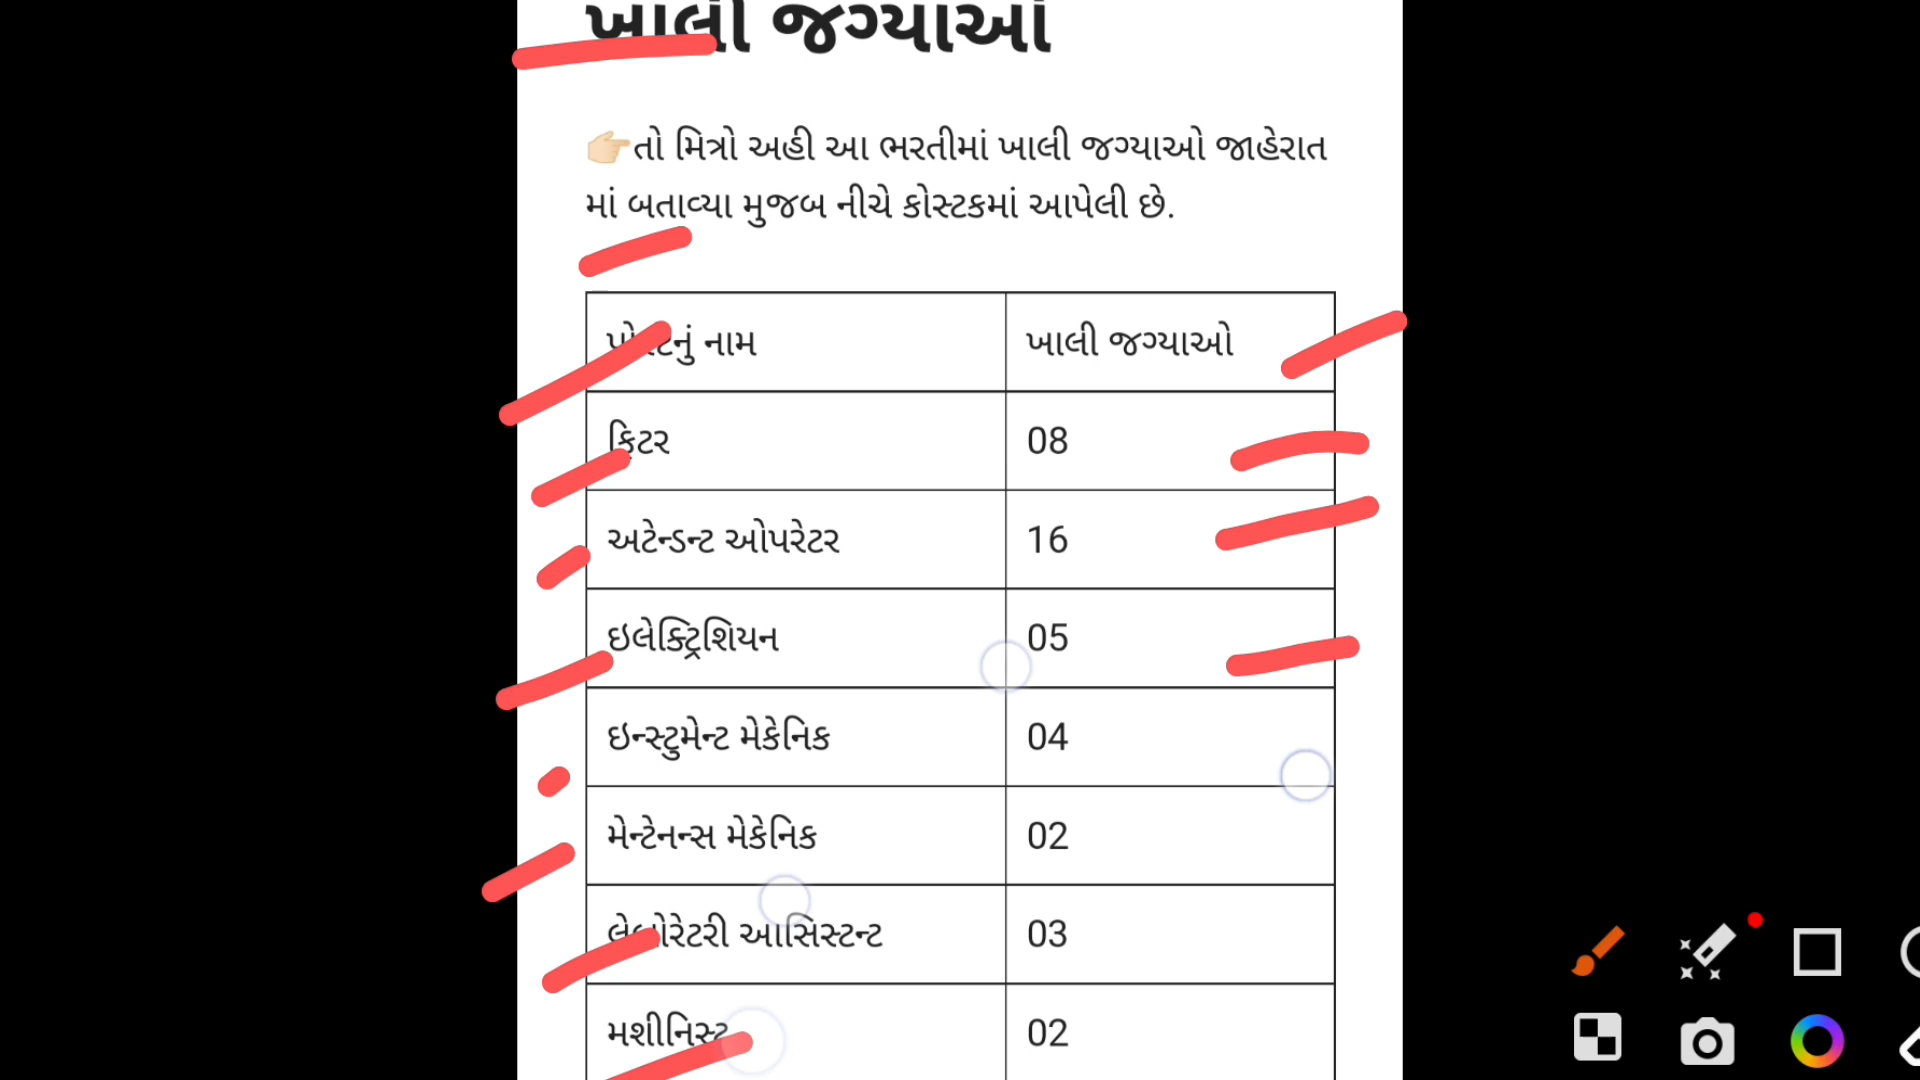 ખાલી જગ્યાઓ
તો મિત્રો અહી આ ભરતીમાં ખાલી જગ્યાઓ જાહેરાત
માં બતાવ્યા મુજબ નીચે કોસ્ટકમાં આપેલી છે.
પોસ્ટનું નામ ખાલી જગ્યાઓ
ફિટર 08
અટેન્ડન્ટ ઓપરેટર 16
ઇલેક્ટ્રિશિયન 05
ઇન્સ્ટુમેન્ટ મેકેનિક 04
મેન્ટેનન્સ મેકેનિક 02
લેબોરેટરી આસિસ્ટન્ટ 03
મશીનિસ્ટ 02